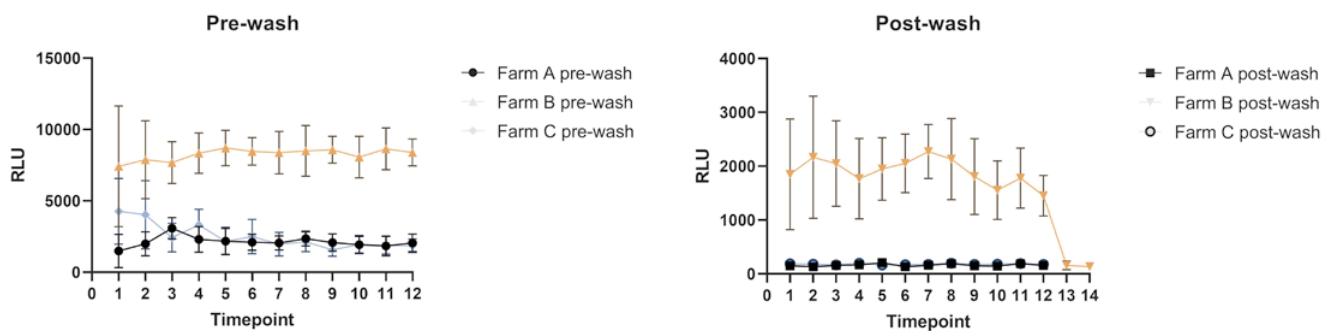 Pre-wash
15000
10000
5000
0
RLU
0 1 2 3 4 5 6 7 8 9 10 11 12
Timepoint
Farm A pre-wash
Farm B pre-wash
Farm C pre-wash
Post-wash
4000
3000
2000
1000
0
RLU
0 1 2 3 4 5 6 7 8 9 10 11 12 13 14
Timepoint
Farm A post-wash
Farm B post-wash
Farm C post-wash